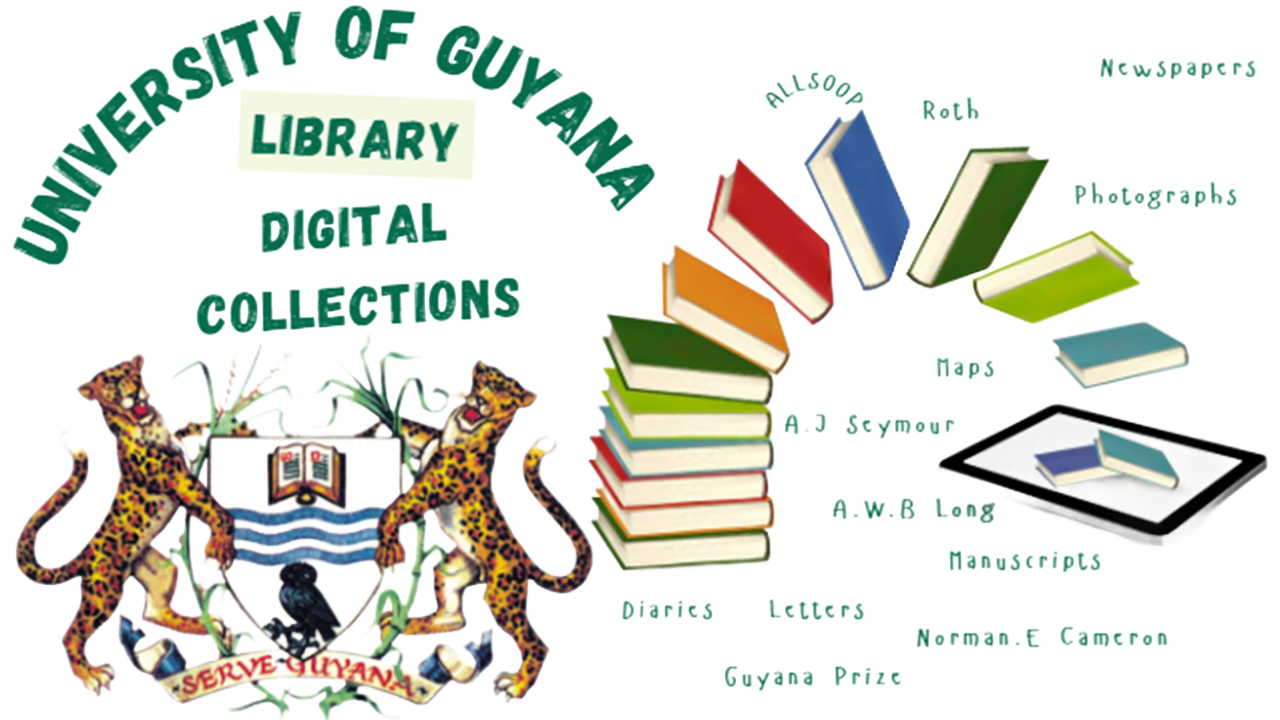 UNIVERSITY OF GUYANA
LIBRARY
DIGITAL
COLLECTIONS
SERVE GUYANA
ALLSOOP
Roth
Newspapers
Photographs
Maps
A.J Seymour
A.W.B Long
Manuscripts
Diaries
Letters
Norman.E Cameron
Guyana Prize